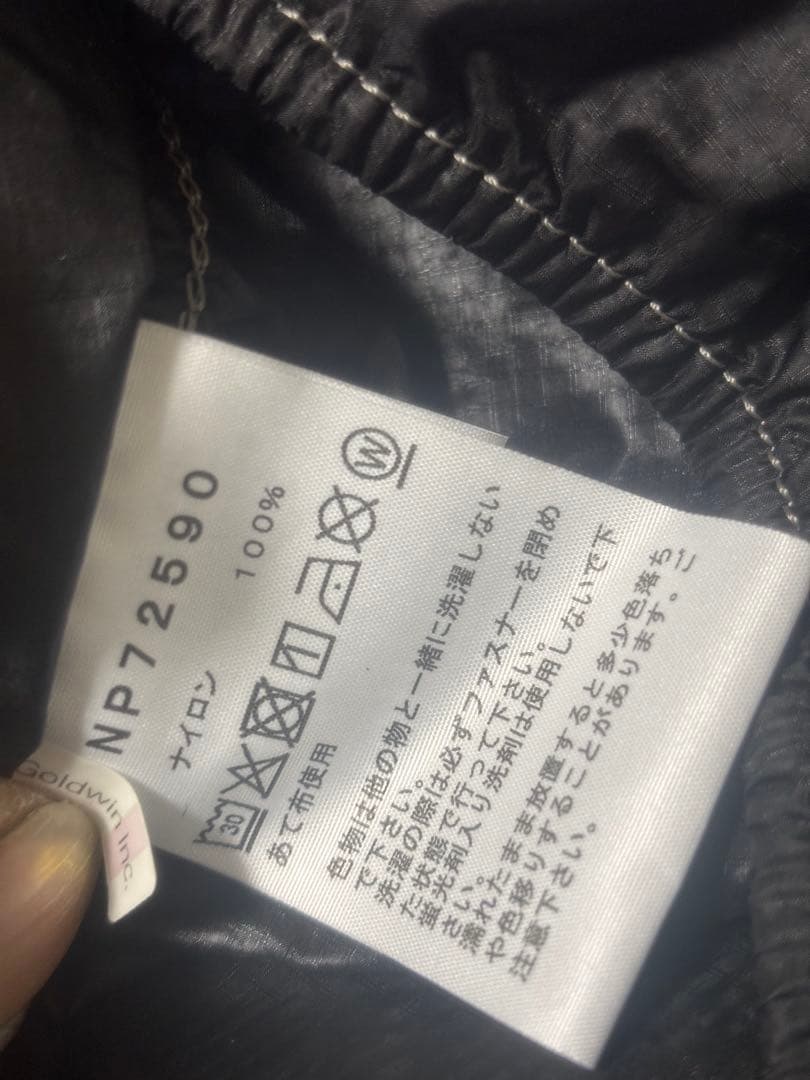 NP72590
ナイロン 100%
30
W
あて布使用
色物は他の物と一緒に洗濯しない
で下さい。
洗濯の際は必ずファスナーを閉め
た状態で行って下さい。
蛍光剤入り洗剤は使用しないで下
さい。
濡れたまま放置すると多少色落ち
や色移りすることがあります。ご
注意下さい。
Goldwin Inc.